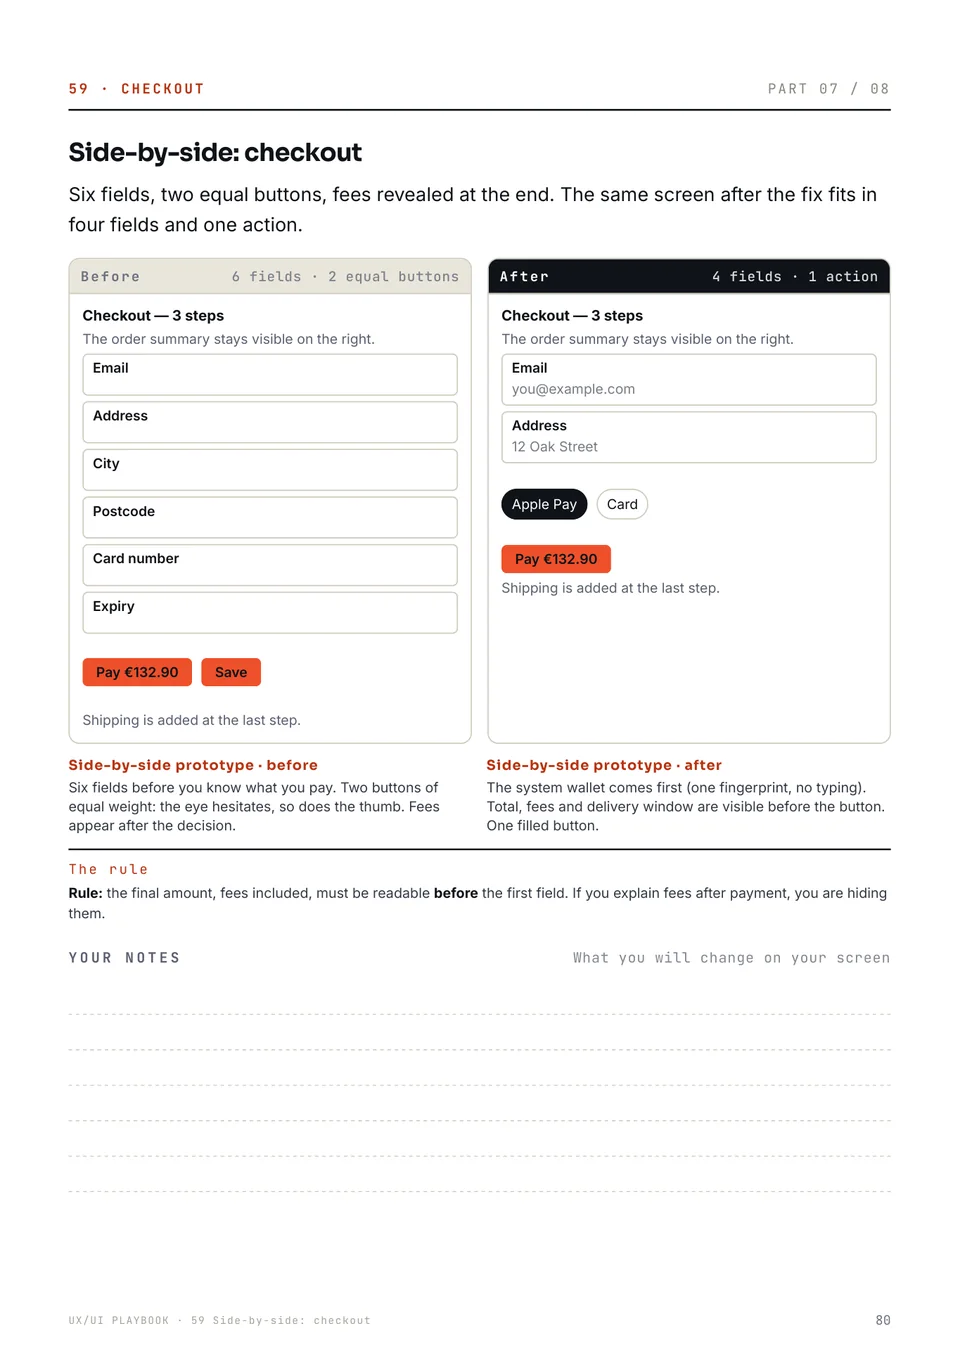 59 · CHECKOUT
PART 07 / 08
Side-by-side: checkout
Six fields, two equal buttons, fees revealed at the end. The same screen after the fix fits in
four fields and one action.
Before
6 fields · 2 equal buttons
Checkout — 3 steps
The order summary stays visible on the right.
Email
Address
City
Postcode
Card number
Expiry
Pay €132.90
Save
Shipping is added at the last step.
After
4 fields · 1 action
Checkout — 3 steps
The order summary stays visible on the right.
Email
you@example.com
Address
12 Oak Street
Apple Pay
Card
Pay €132.90
Shipping is added at the last step.
Side-by-side prototype · before
Six fields before you know what you pay. Two buttons of
equal weight: the eye hesitates, so does the thumb. Fees
appear after the decision.
Side-by-side prototype · after
The system wallet comes first (one fingerprint, no typing).
Total, fees and delivery window are visible before the button.
One filled button.
The rule
Rule: the final amount, fees included, must be readable before the first field. If you explain fees after payment, you are hiding
them.
YOUR NOTES
What you will change on your screen
UX/UI PLAYBOOK · 59 Side-by-side: checkout
80